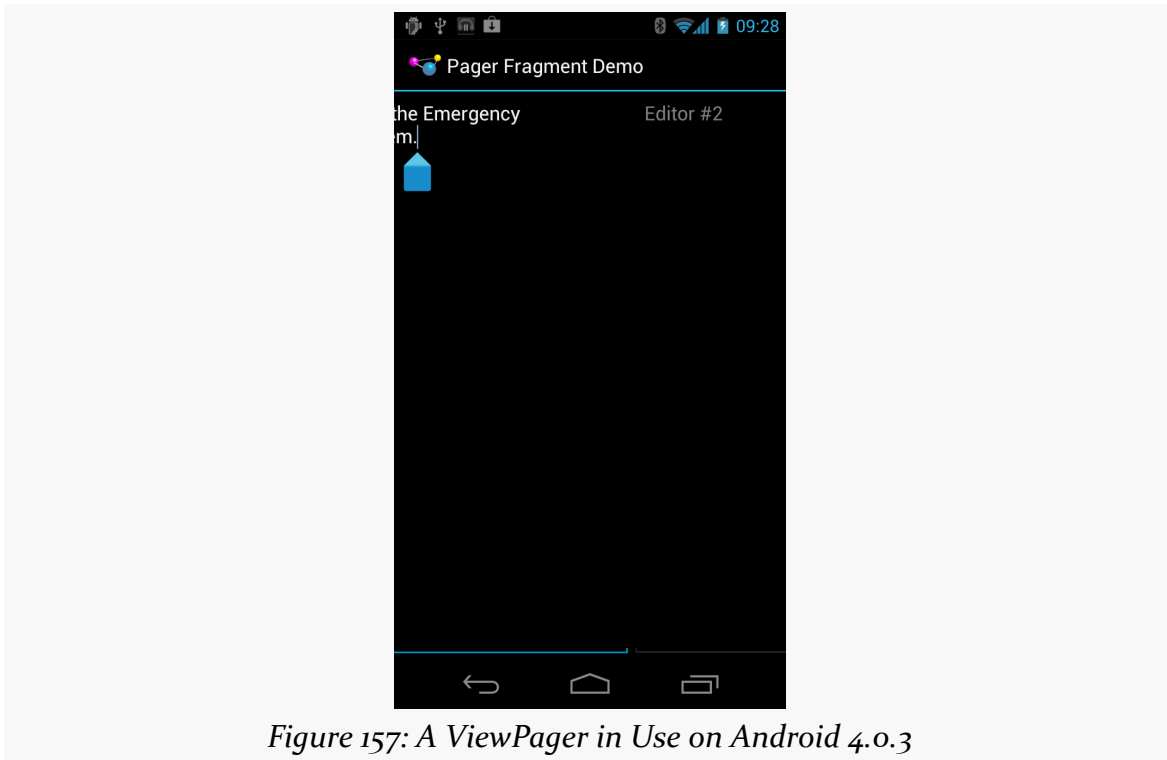 09:28
Pager Fragment Demo
the Emergency
em.
Editor #2
Figure 157: A ViewPager in Use on Android 4.0.3